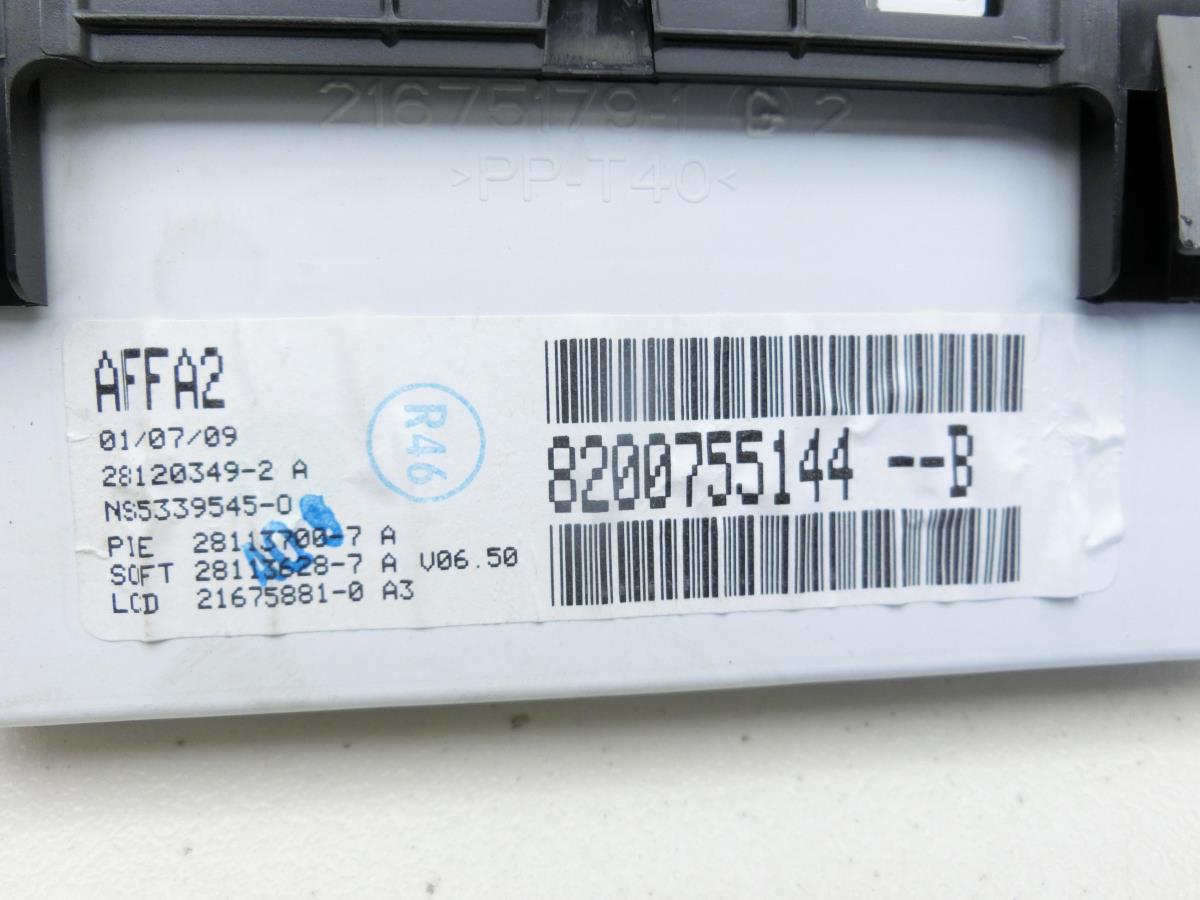 21675179-1 G 2
>PP-T40<
AFFA2
01/07/09
28120349-2 A
NS5339545-0
R46
PIE 28113700-7 A
SOFT 28113628-7 A V06.50
LCD 21675881-0 A3
8200755144 --B